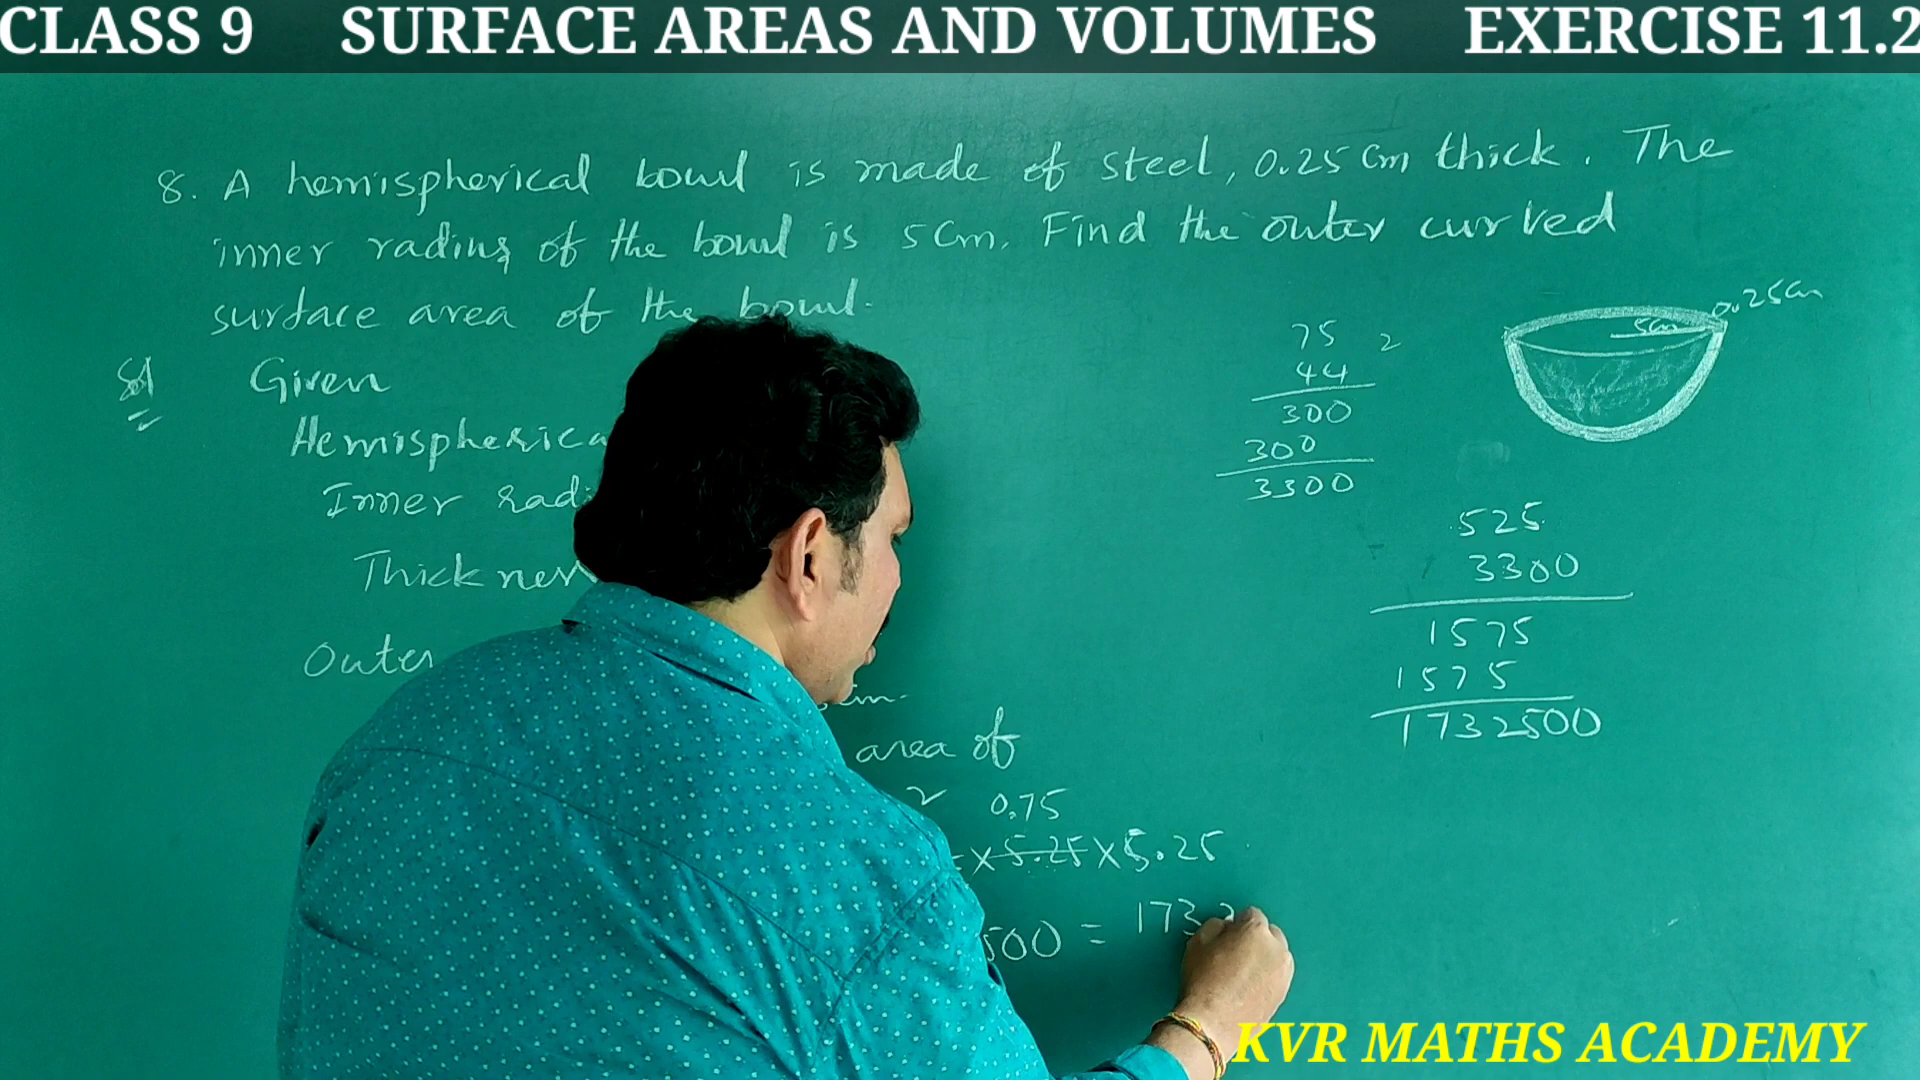 CLASS 9 SURFACE AREAS AND VOLUMES EXERCISE 11.2
8. A hemispherical bowl is made of steel, 0.25 cm thick. The
inner radius of the bowl is 5 cm. Find the outer curved
surface area of the bowl.
Sol Given
Hemispherica
Inner radi
Thickness
Outer
area of
2 0.75
× 5.25 × 5.25
500 = 173.2
75 2
44
300
300
3300
5cm
0.25cm
525
3300
1575
1575
1732500
KVR MATHS ACADEMY